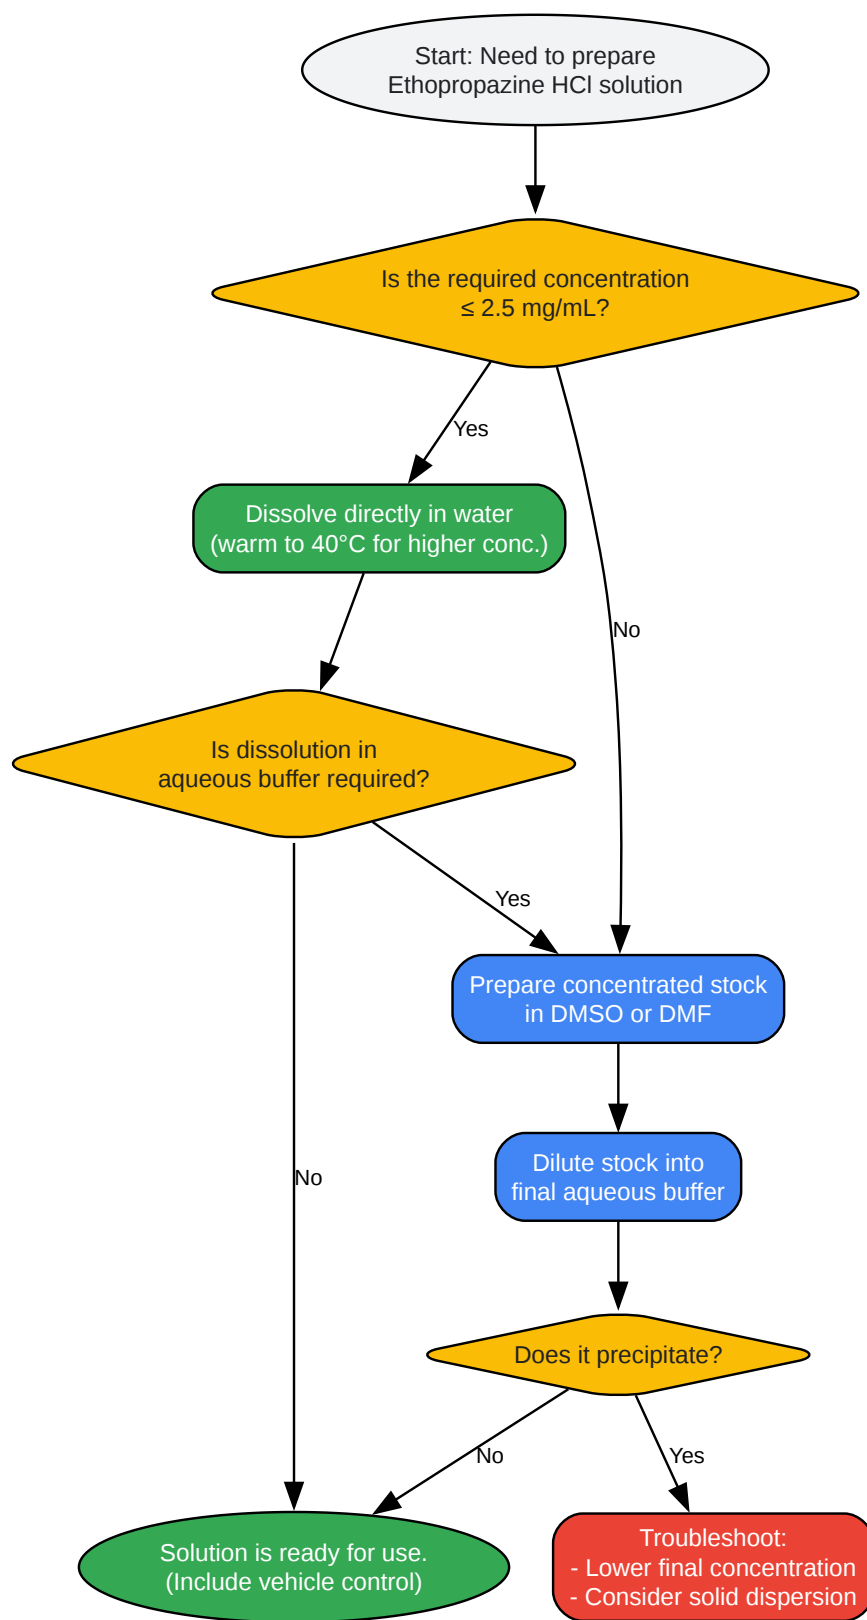 Start: Need to prepare
Ethopropazine HCl solution
Is the required concentration
≤ 2.5 mg/mL?
Yes
Dissolve directly in water
(warm to 40°C for higher conc.)
No
Is dissolution in
aqueous buffer required?
Yes
Prepare concentrated stock
in DMSO or DMF
Dilute stock into
final aqueous buffer
No
Does it precipitate?
No
Yes
Solution is ready for use.
(Include vehicle control)
Troubleshoot:
- Lower final concentration
- Consider solid dispersion